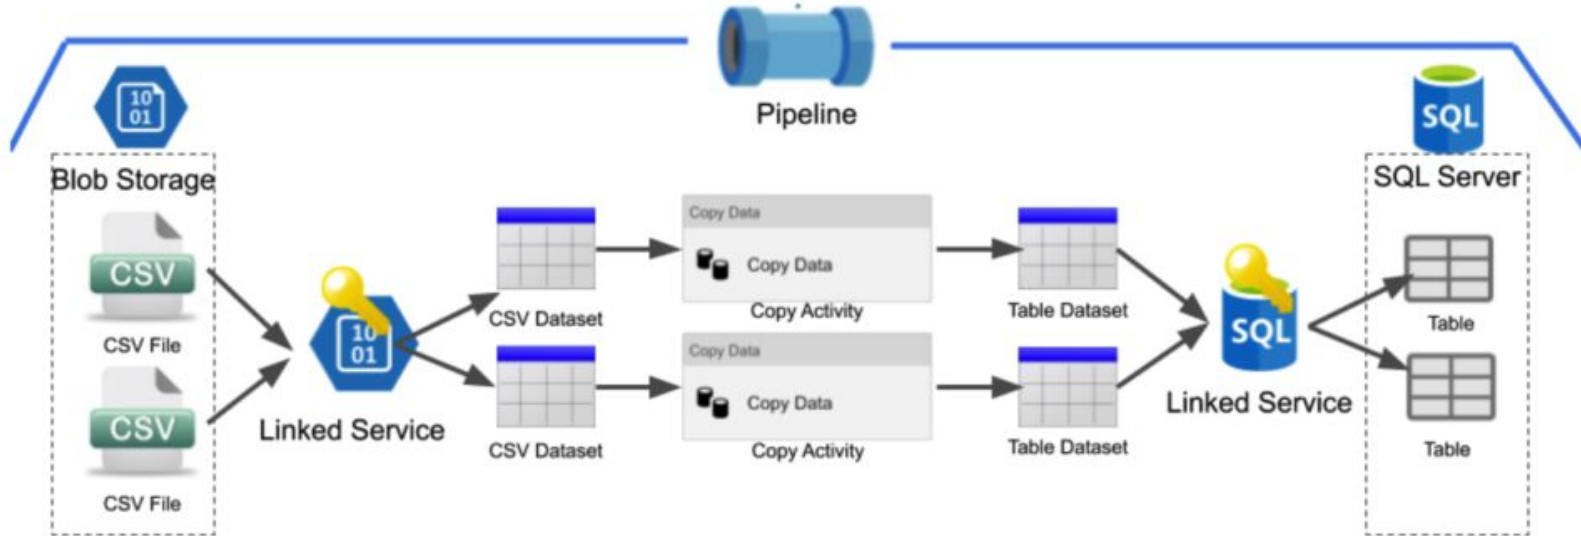 Pipeline
10
01
Blob Storage
CSV
CSV File
CSV
CSV File
10
01
Linked Service
CSV Dataset
CSV Dataset
Copy Data
Copy Data
Copy Activity
Copy Data
Copy Data
Copy Activity
Table Dataset
Table Dataset
SQL
Linked Service
SQL
SQL Server
Table
Table